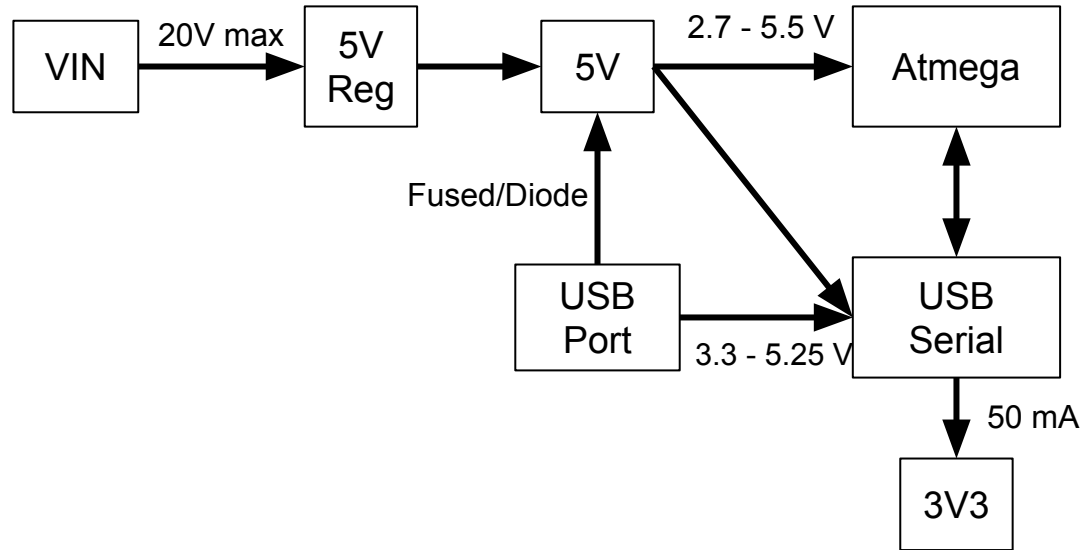 20V max
2.7 - 5.5 V
VIN
5V
Reg
5V
Atmega
Fused/Diode
USB
Port
USB
Serial
3.3 - 5.25 V
50 mA
3V3